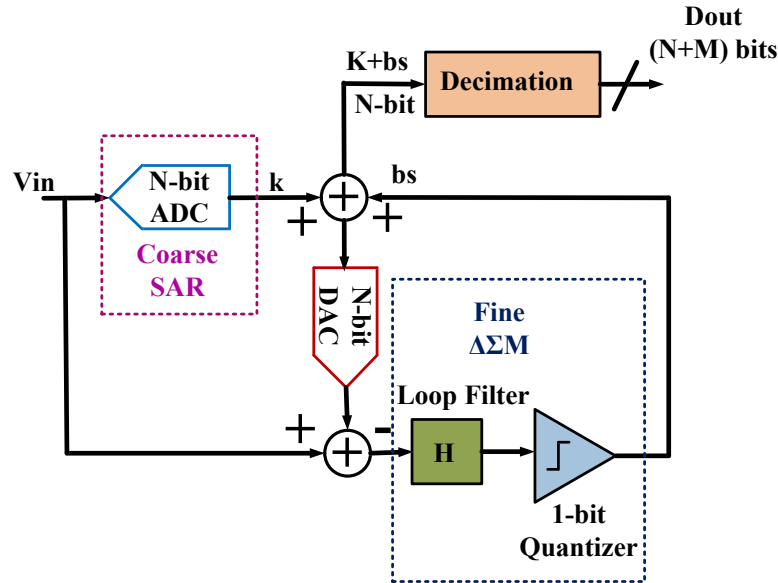 Dout
(N+M) bits
K+bs
N-bit
Decimation
Vin
N-bit
ADC
k
bs
+
+
+
Coarse
SAR
N-bit
DAC
Fine
ΔΣM
Loop Filter
+
-
+
H
1-bit
Quantizer